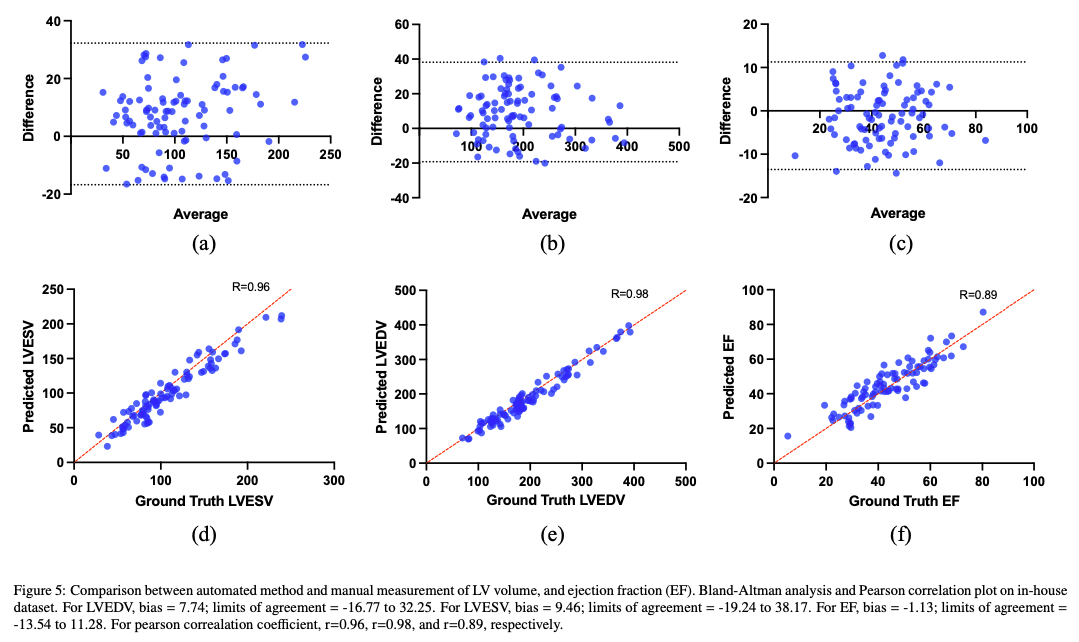 40
20
0
-20
50
100
150
200
250
Difference
Average
(a)
60
40
20
0
-20
-40
100
200
300
400
500
Difference
Average
(b)
20
10
0
-10
-20
20
40
60
80
100
Difference
Average
(c)
250
200
150
100
50
0
0
100
200
300
R=0.96
Predicted LVESV
Ground Truth LVESV
(d)
500
400
300
200
100
0
0
100
200
300
400
500
R=0.98
Predicted LVEDV
Ground Truth LVEDV
(e)
100
80
60
40
20
0
0
20
40
60
80
100
R=0.89
Predicted EF
Ground Truth EF
(f)
Figure 5: Comparison between automated method and manual measurement of LV volume, and ejection fraction (EF). Bland-Altman analysis and Pearson correlation plot on in-house
dataset. For LVEDV, bias = 7.74; limits of agreement = -16.77 to 32.25. For LVESV, bias = 9.46; limits of agreement = -19.24 to 38.17. For EF, bias = -1.13; limits of agreement =
-13.54 to 11.28. For pearson correalation coefficient, r=0.96, r=0.98, and r=0.89, respectively.